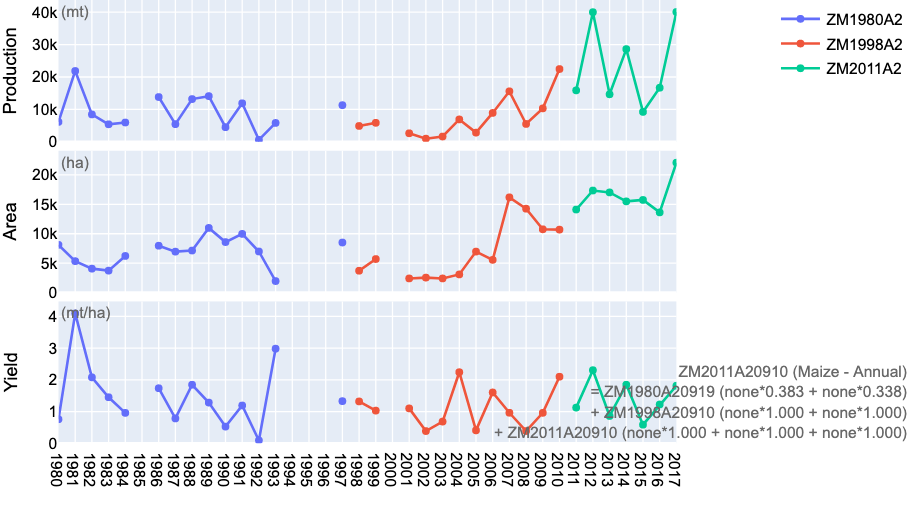 Production
(mt)
40k
30k
20k
10k
0
ZM1980A2
ZM1998A2
ZM2011A2
Area
(ha)
20k
15k
10k
5k
0
Yield
(mt/ha)
4
3
2
1
0
ZM2011A20910 (Maize - Annual)
= ZM1980A20919 (none*0.383 + none*0.338)
+ ZM1998A20910 (none*1.000 + none*1.000)
+ ZM2011A20910 (none*1.000 + none*1.000 + none*1.000)
1980
1981
1982
1983
1984
1985
1986
1987
1988
1989
1990
1991
1992
1993
1994
1995
1996
1997
1998
1999
2000
2001
2002
2003
2004
2005
2006
2007
2008
2009
2010
2011
2012
2013
2014
2015
2016
2017